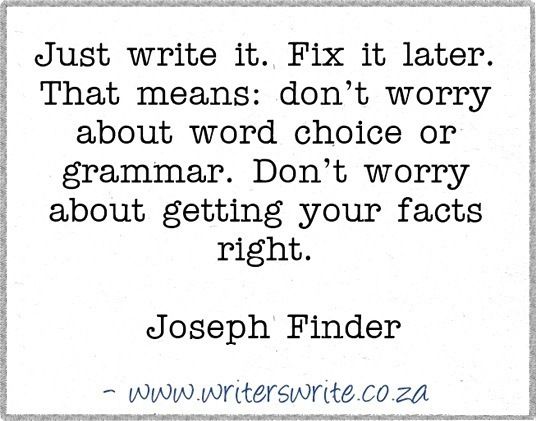 Just write it. Fix it later.
That means: don’t worry
about word choice or
grammar. Don’t worry
about getting your facts
right.
Joseph Finder
- www.writerswrite.co.za